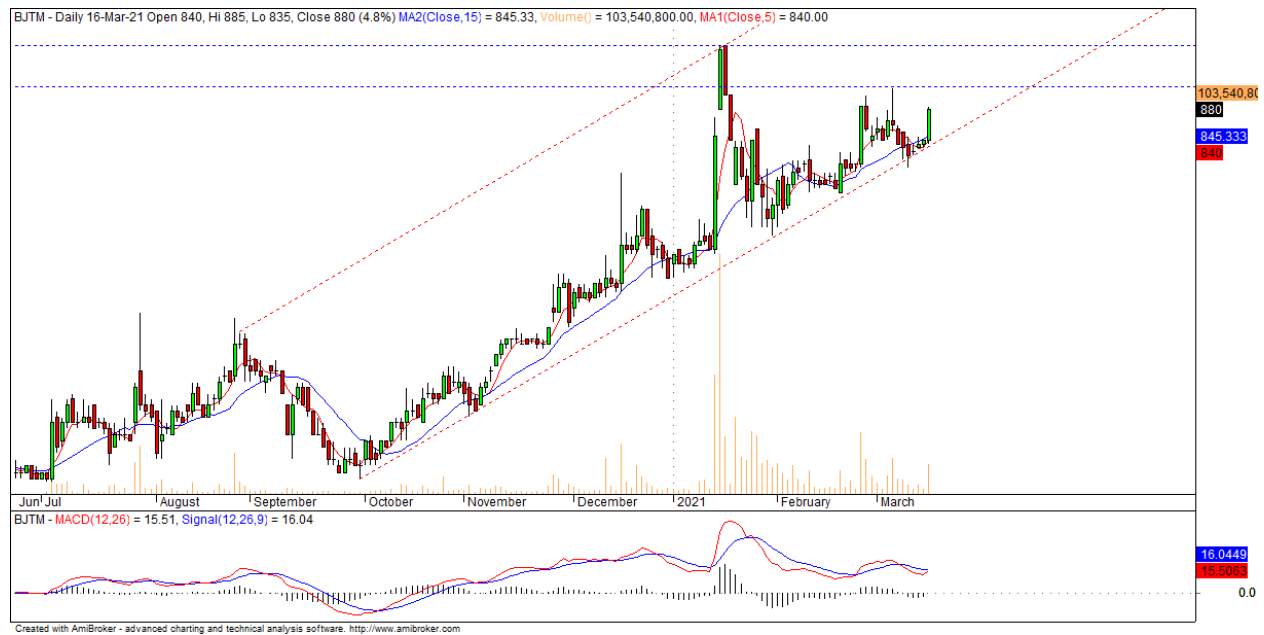 BJTM - Daily 16-Mar-21 Open 840, Hi 885, Lo 835, Close 880 (4.8%) MA2(Close,15) = 845.33, Volume() = 103,540,800.00, MA1(Close,5) = 840.00
103,540,80
880
845.333
840
Jun Jul August September October November December 2021 February March
BJTM - MACD(12,26) = 15.51, Signal(12,26,9) = 16.04
16.0449
15.5063
0.0
Created with AmiBroker - advanced charting and technical analysis software. http://www.amibroker.com